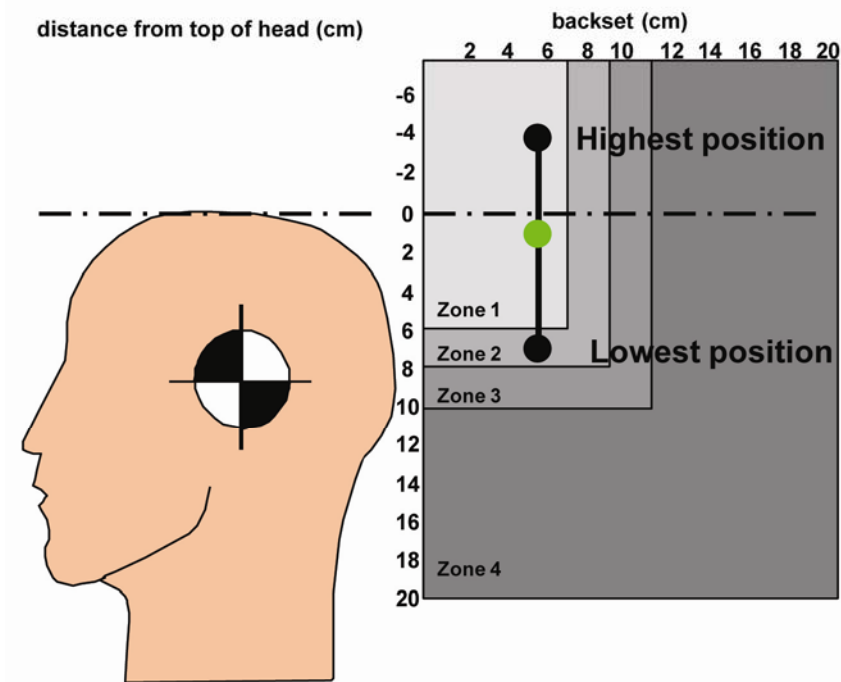 distance from top of head (cm)
backset (cm)
2 4 6 8 10 12 14 16 18 20
-6
-4
Highest position
-2
0
2
4
Zone 1
6
Zone 2
Lowest position
8
Zone 3
10
12
14
16
18
Zone 4
20